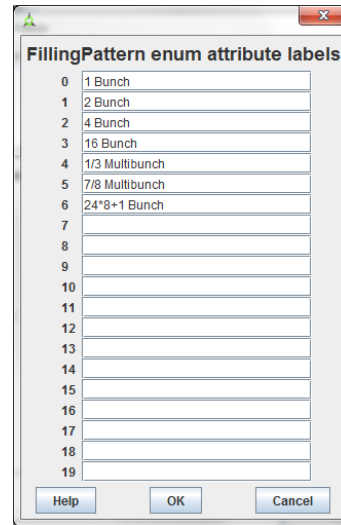 FillingPattern enum attribute labels
0 1 Bunch
1 2 Bunch
2 4 Bunch
3 16 Bunch
4 1/3 Multibunch
5 7/8 Multibunch
6 24*8+1 Bunch
7
8
9
10
11
12
13
14
15
16
17
18
19
Help OK Cancel